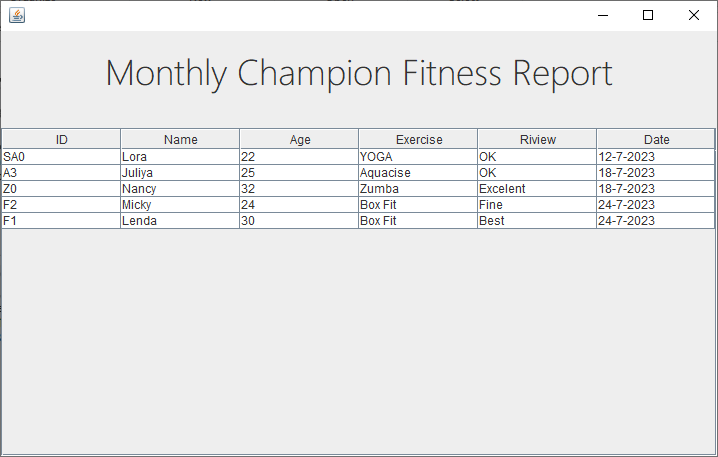 Monthly Champion Fitness Report
ID Name Age Exercise Riview Date
SA0 Lora 22 YOGA OK 12-7-2023
A3 Juliya 25 Aquacise OK 18-7-2023
Z0 Nancy 32 Zumba Excelent 18-7-2023
F2 Micky 24 Box Fit Fine 24-7-2023
F1 Lenda 30 Box Fit Best 24-7-2023